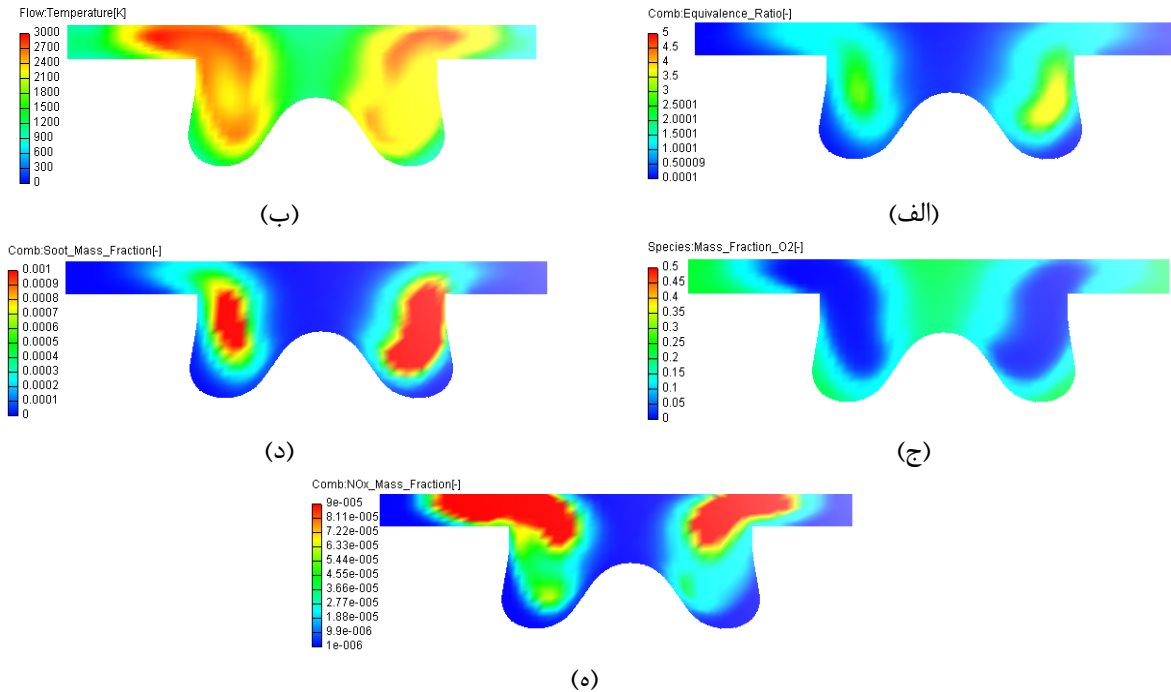 Flow:Temperature[K]
3000
2700
2400
2100
1800
1500
1200
900
600
300
0
(ب)
Comb:Equivalence_Ratio[-]
5
4.5
4
3.5
3
2.5001
2.0001
1.5001
1.0001
0.50009
0.0001
(الف)
Comb:Soot_Mass_Fraction[-]
0.001
0.0009
0.0008
0.0007
0.0006
0.0005
0.0004
0.0003
0.0002
0.0001
0
(د)
Species:Mass_Fraction_O2[-]
0.5
0.45
0.4
0.35
0.3
0.25
0.2
0.15
0.1
0.05
0
(ج)
Comb:NOx_Mass_Fraction[-]
9e-005
8.11e-005
7.22e-005
6.33e-005
5.44e-005
4.55e-005
3.66e-005
2.77e-005
1.88e-005
9.9e-006
1e-006
(ه)